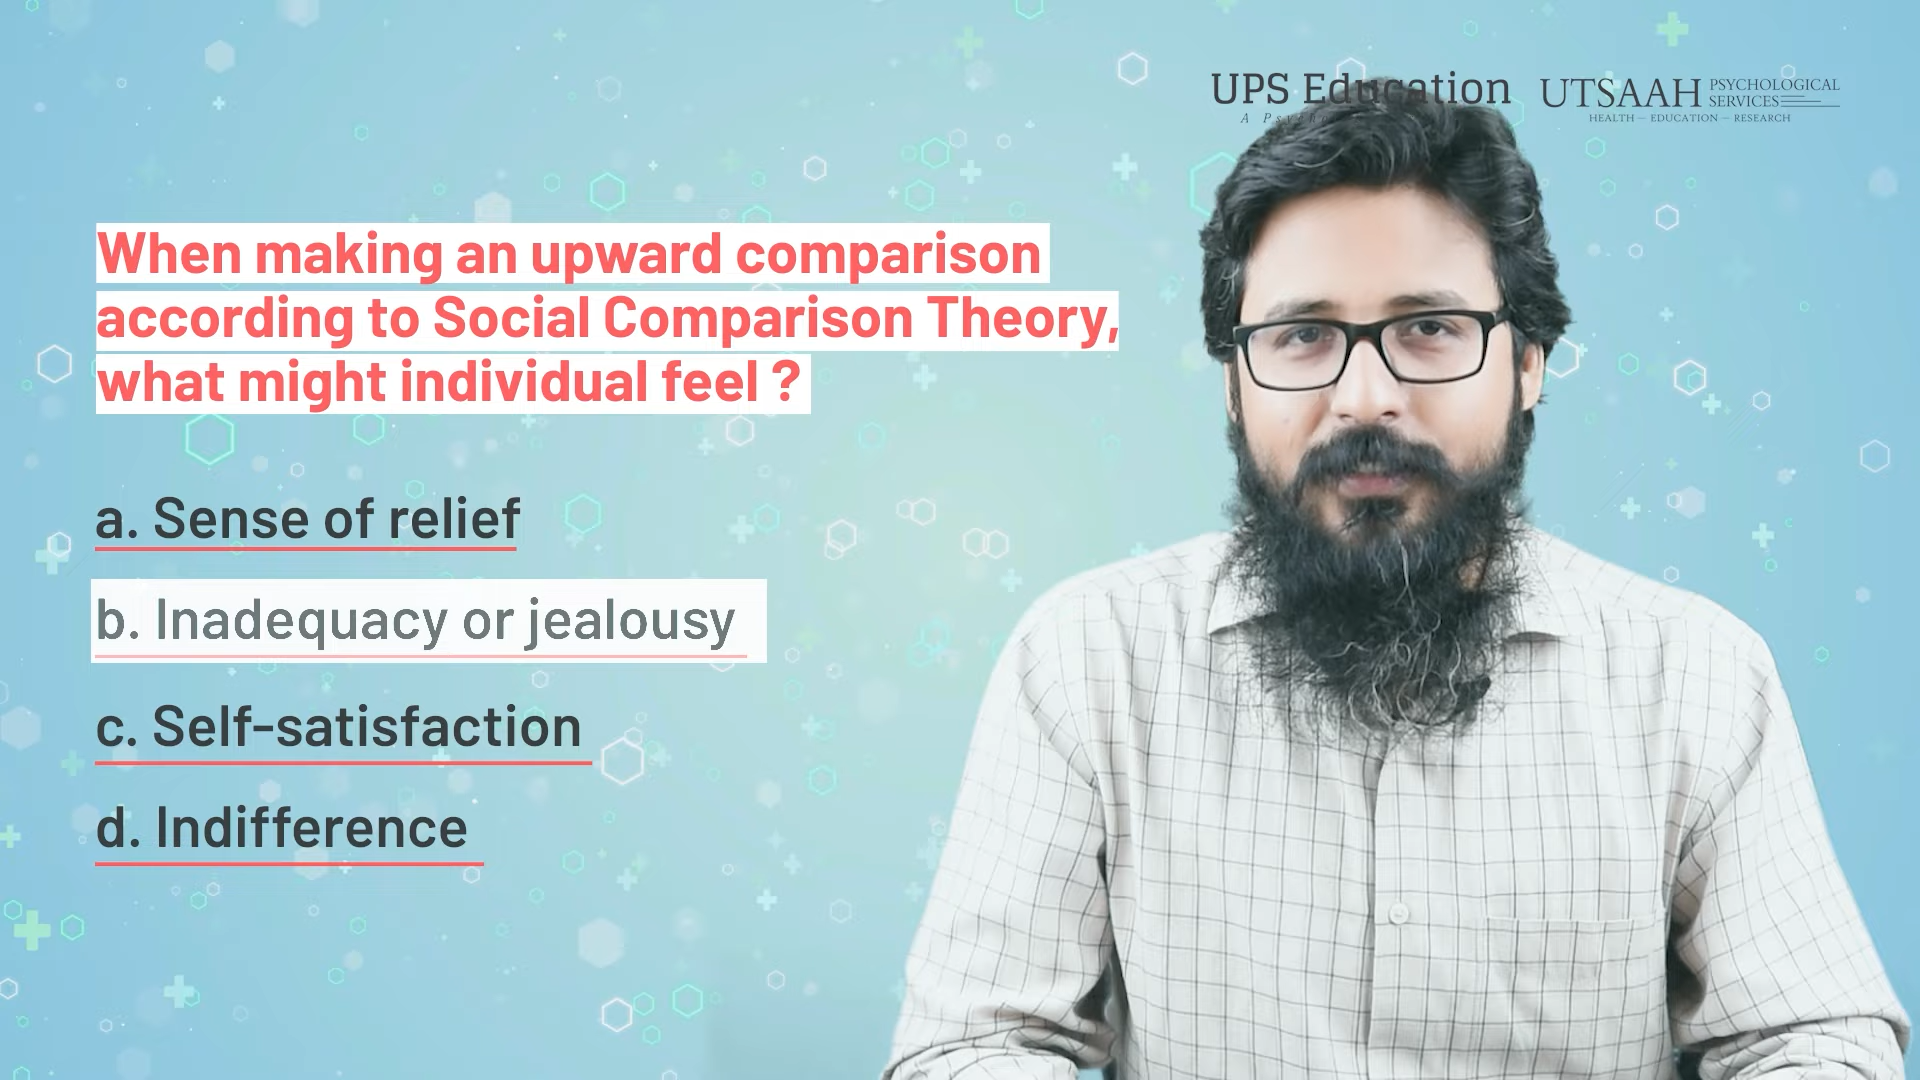 UPS Education
UTSAAH PSYCHOLOGICAL
SERVICES
HEALTH — EDUCATION — RESEARCH
When making an upward comparison
according to Social Comparison Theory,
what might individual feel ?
a. Sense of relief
b. Inadequacy or jealousy
c. Self-satisfaction
d. Indifference